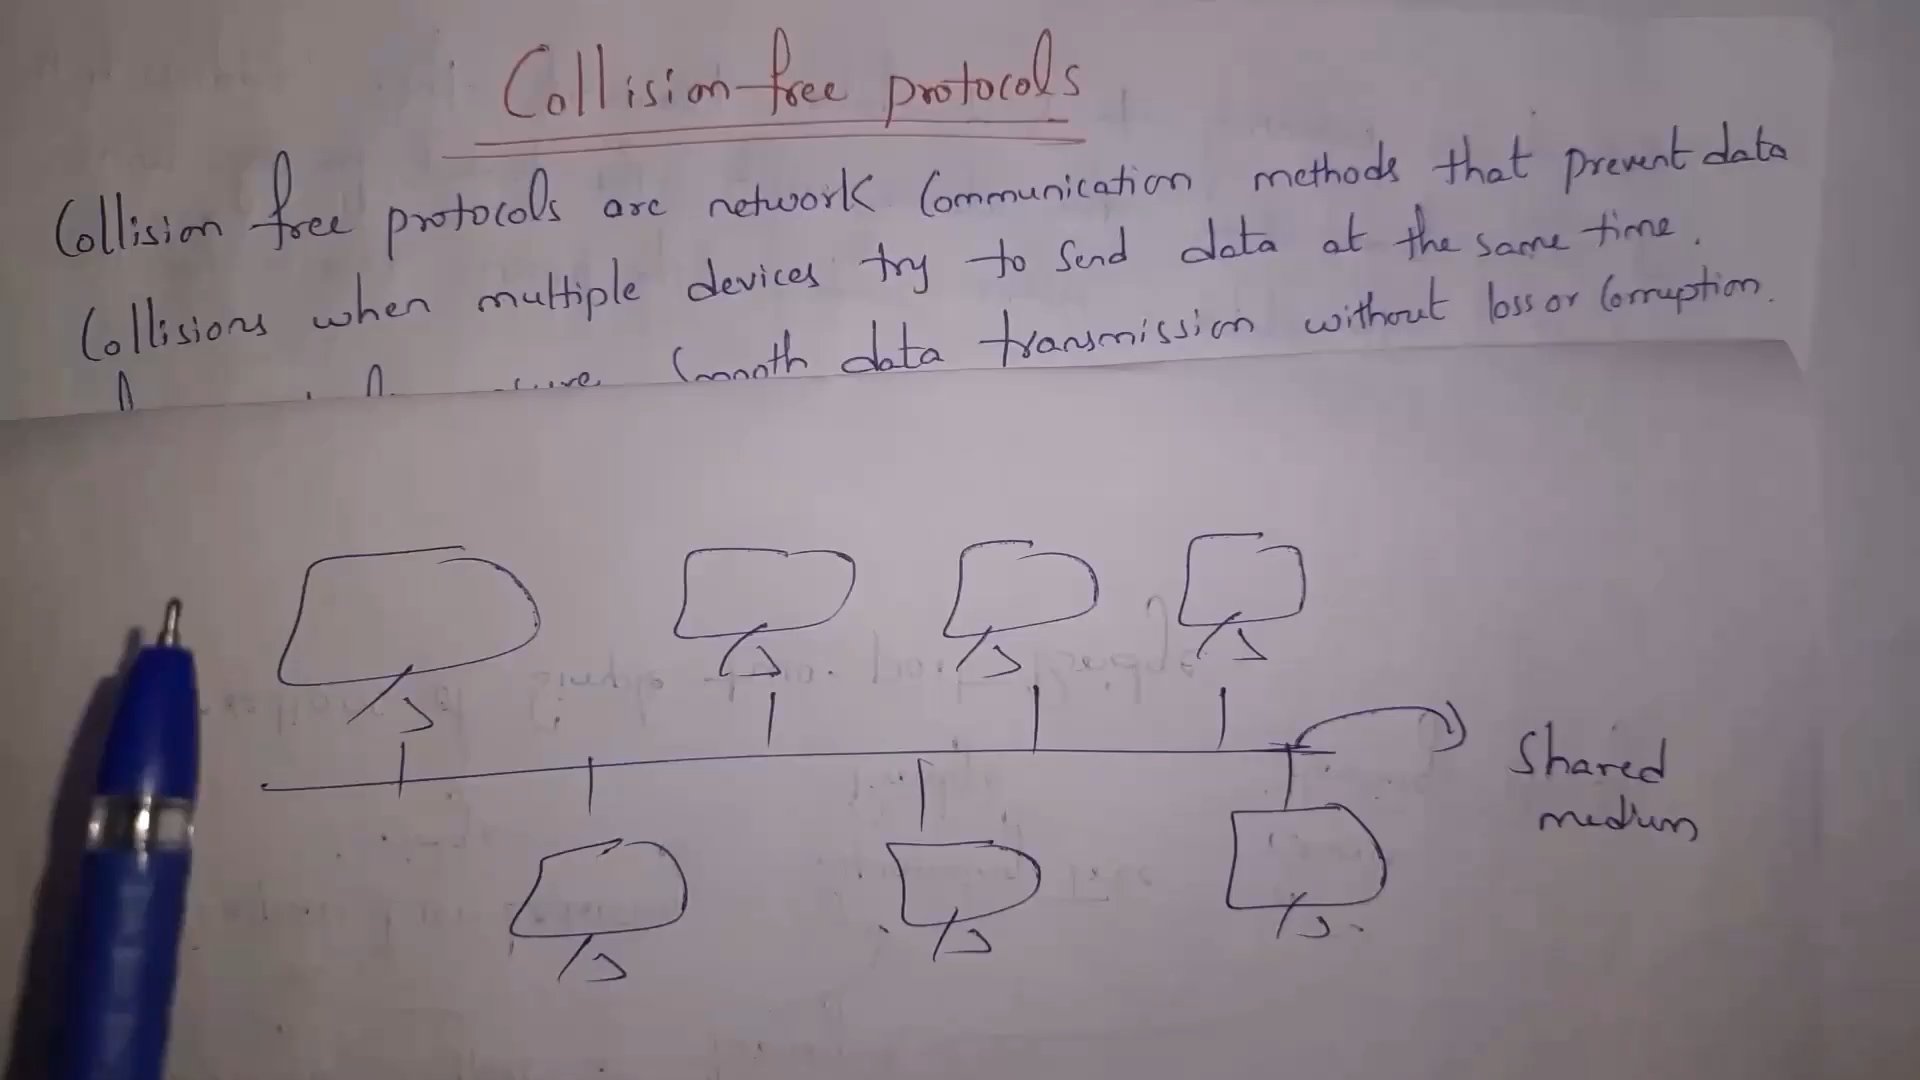 Collision-free protocols
Collision free protocols are network Communication methods that prevent data
Collisions when multiple devices try to Send data at the same time.
Smooth data transmission without loss or Corruption.
Shared
medium